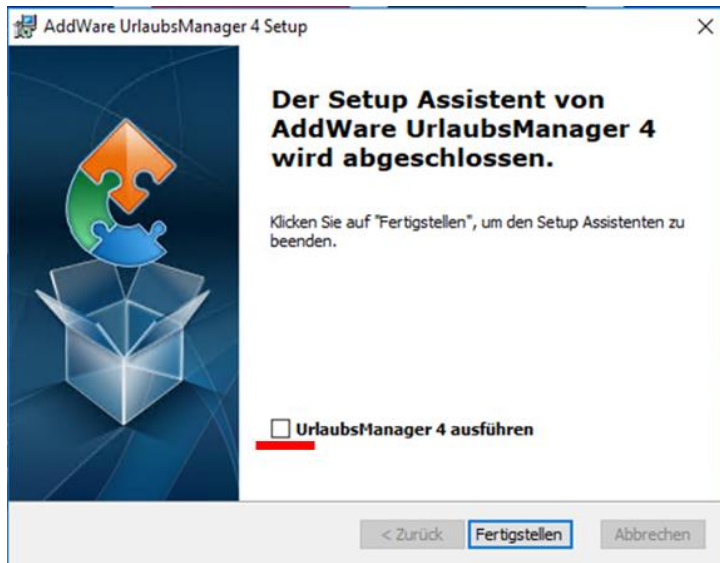 AddWare UrlaubsManager 4 Setup
Der Setup Assistent von
AddWare UrlaubsManager 4
wird abgeschlossen.
Klicken Sie auf "Fertigstellen", um den Setup Assistenten zu
beenden.
UrlaubsManager 4 ausführen
< Zurück Fertigstellen Abbrechen